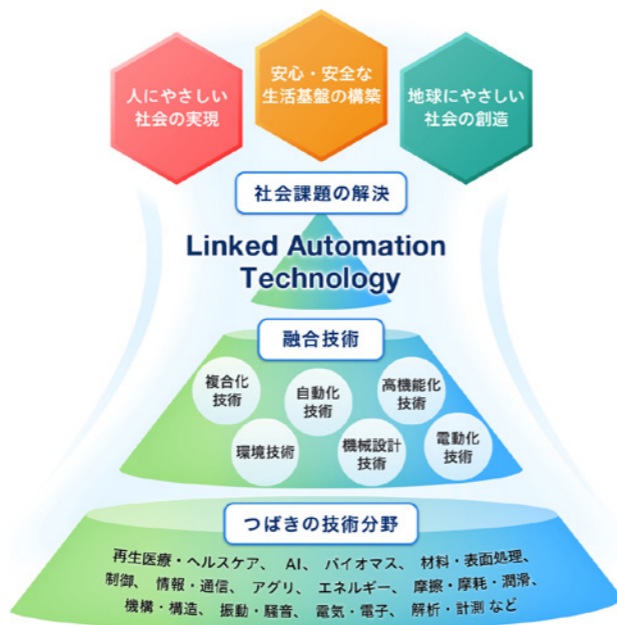 人にやさしい
社会の実現
安心・安全な
生活基盤の構築
地球にやさしい
社会の創造
社会課題の解決
Linked Automation
Technology
融合技術
複合化
技術
自動化
技術
高機能化
技術
環境技術
機械設計
技術
電動化
技術
つばきの技術分野
再生医療・ヘルスケア、 AI、 バイオマス、 材料・表面処理、
制御、 情報・通信、 アグリ、 エネルギー、 摩擦・摩耗・潤滑、
機構・構造、 振動・騒音、 電気・電子、 解析・計測 など